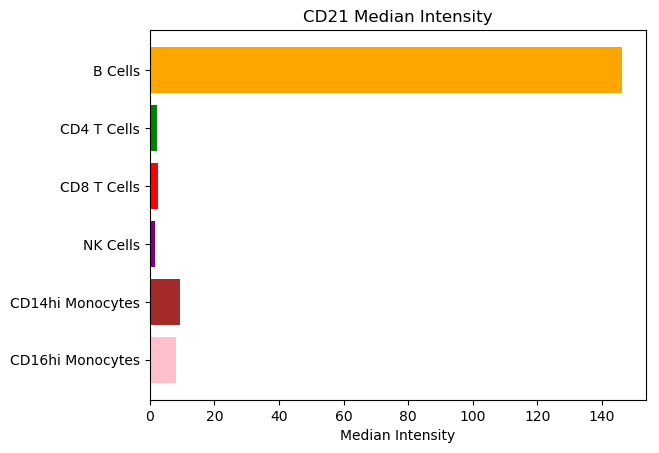 CD21 Median Intensity
B Cells
CD4 T Cells
CD8 T Cells
NK Cells
CD14hi Monocytes
CD16hi Monocytes
0 20 40 60 80 100 120 140
Median Intensity